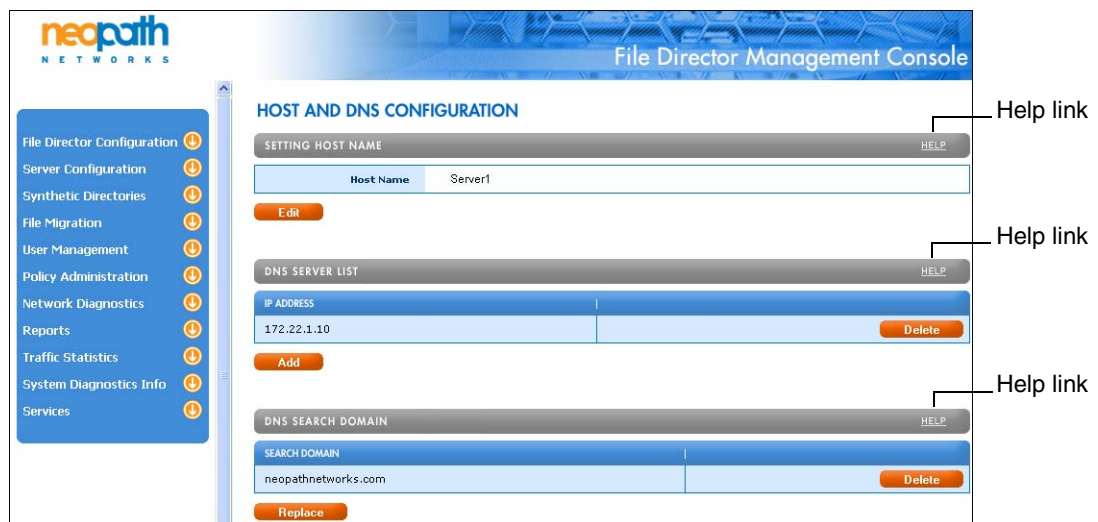 neopath
NETWORKS
File Director Management Console
File Director Configuration
Server Configuration
Synthetic Directories
File Migration
User Management
Policy Administration
Network Diagnostics
Reports
Traffic Statistics
System Diagnostics Info
Services
HOST AND DNS CONFIGURATION
SETTING HOST NAME HELP
Help link
Host Name Server1
Edit
Help link
DNS SERVER LIST HELP
IP ADDRESS
172.22.1.10 Delete
Add
Help link
DNS SEARCH DOMAIN HELP
SEARCH DOMAIN
neopathnetworks.com Delete
Replace